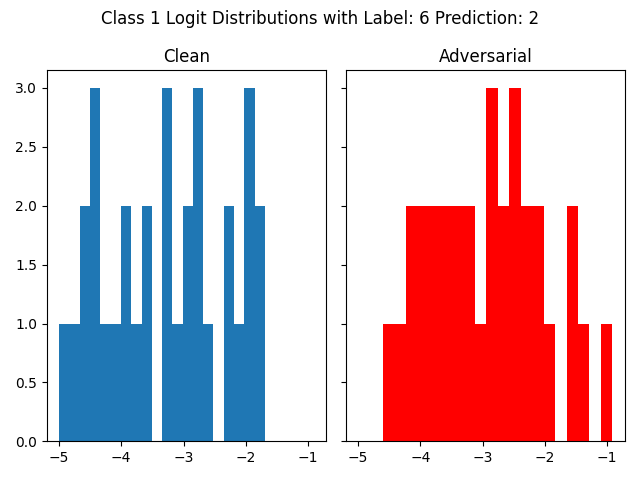 Class 1 Logit Distributions with Label: 6 Prediction: 2
Clean
Adversarial
3.0
2.5
2.0
1.5
1.0
0.5
0.0
−5 −4 −3 −2 −1
−5 −4 −3 −2 −1